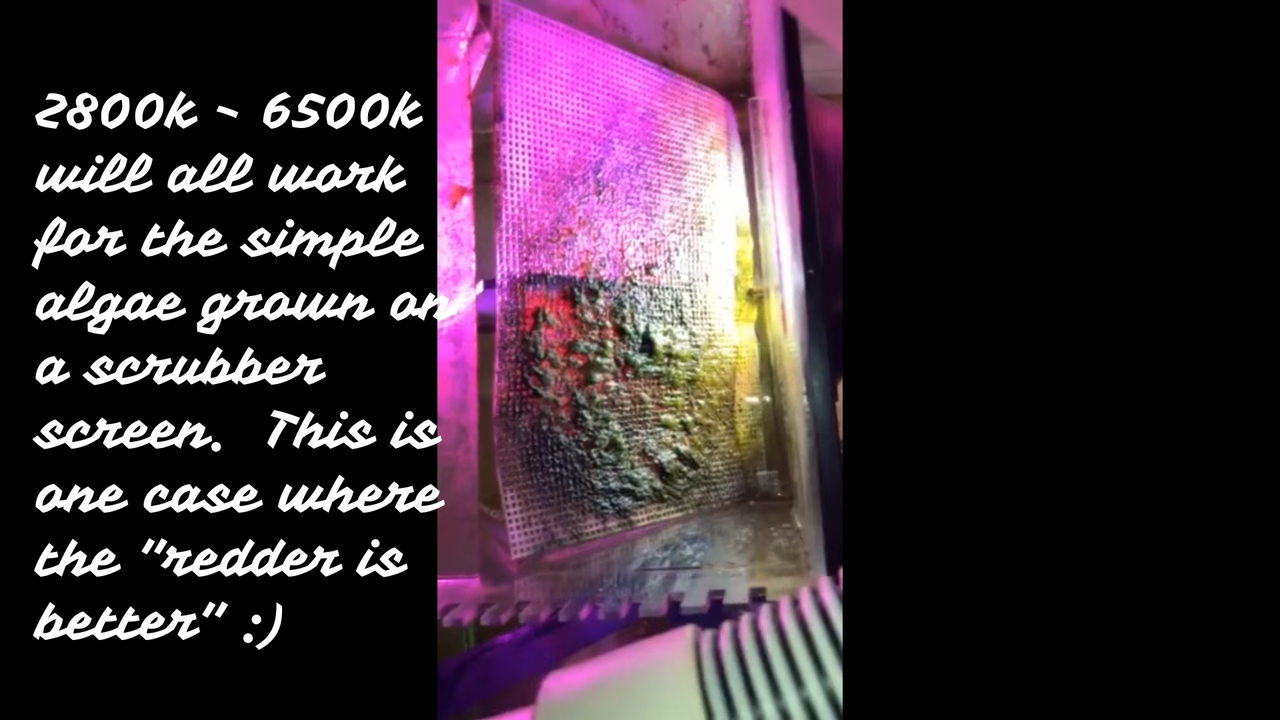 2800k - 6500k
will all work
for the simple
algae grown on
a scrubber
screen.  This is
one case where
the "redder is
better" :)